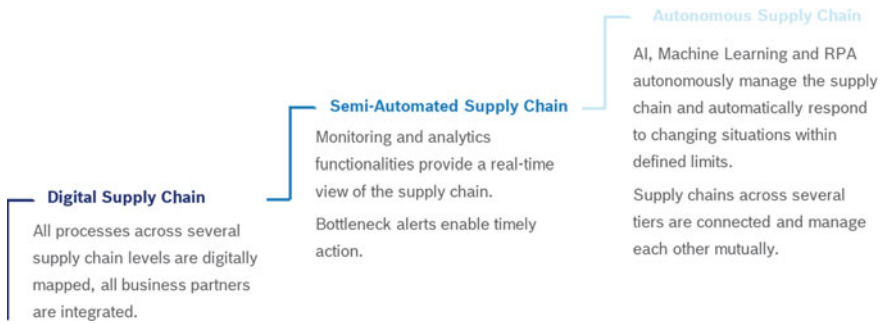 Autonomous Supply Chain
AI, Machine Learning and RPA
autonomously manage the supply
chain and automatically respond
to changing situations within
defined limits.
Supply chains across several
tiers are connected and manage
each other mutually.
Semi-Automated Supply Chain
Monitoring and analytics
functionalities provide a real-time
view of the supply chain.
Bottleneck alerts enable timely
action.
Digital Supply Chain
All processes across several
supply chain levels are digitally
mapped, all business partners
are integrated.